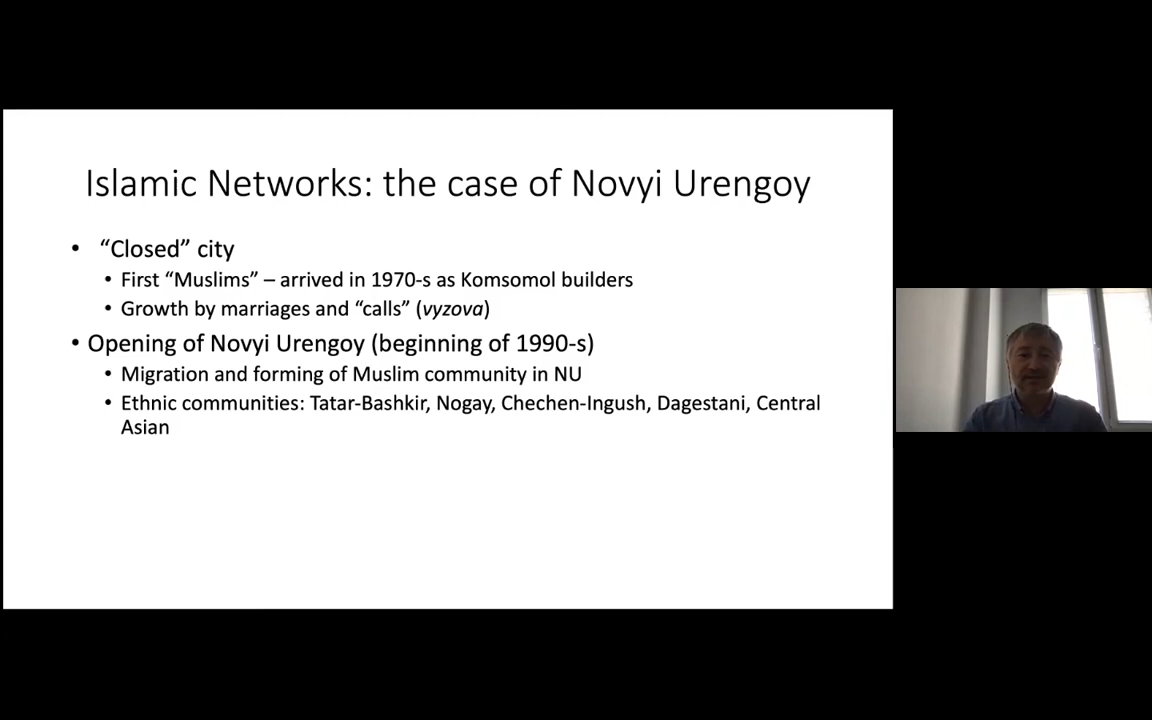 Islamic Networks: the case of Novyi Urengoy
• “Closed” city
• First “Muslims” – arrived in 1970-s as Komsomol builders
• Growth by marriages and “calls” (vyzova)
• Opening of Novyi Urengoy (beginning of 1990-s)
• Migration and forming of Muslim community in NU
• Ethnic communities: Tatar-Bashkir, Nogay, Chechen-Ingush, Dagestani, Central
Asian